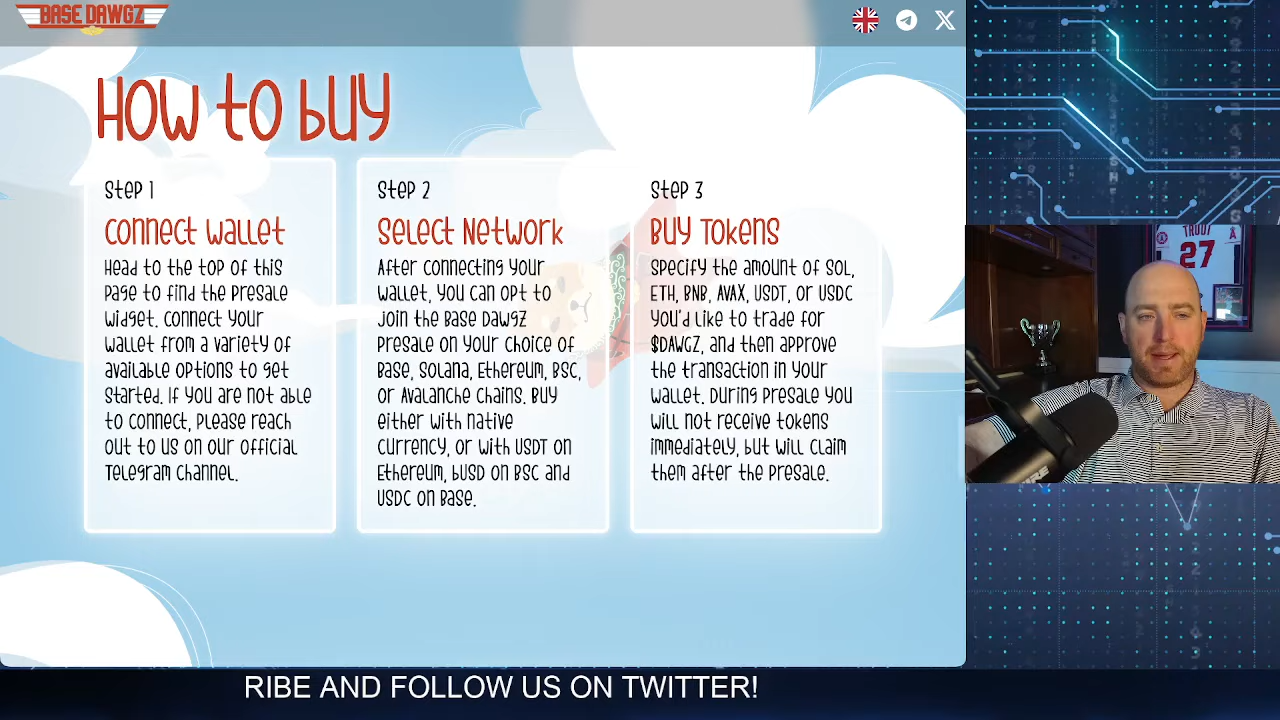 BASE DAWGZ
How to buy
Step 1
Connect Wallet
Head to the top of this
page to find the presale
widget. Connect your
wallet from a variety of
available options to get
started. If you are not able
to connect, please reach
out to us on our official
Telegram channel.
Step 2
Select Network
After connecting your
wallet, you can opt to
join the Base Dawgz
presale on your choice of
Base, Solana, Ethereum, BSC,
or Avalanche chains. Buy
either with native
currency, or with USDT on
Ethereum, bUSD on BSC and
USDC on Base.
Step 3
Buy Tokens
Specify the amount of SOL,
ETH, BNB, AVAX, USDT, or USDC
you'd like to trade for
$DAWGZ, and then approve
the transaction in your
wallet. During presale you
will not receive tokens
immediately, but will claim
them after the presale.
TROUT
27
RIBE AND FOLLOW US ON TWITTER!